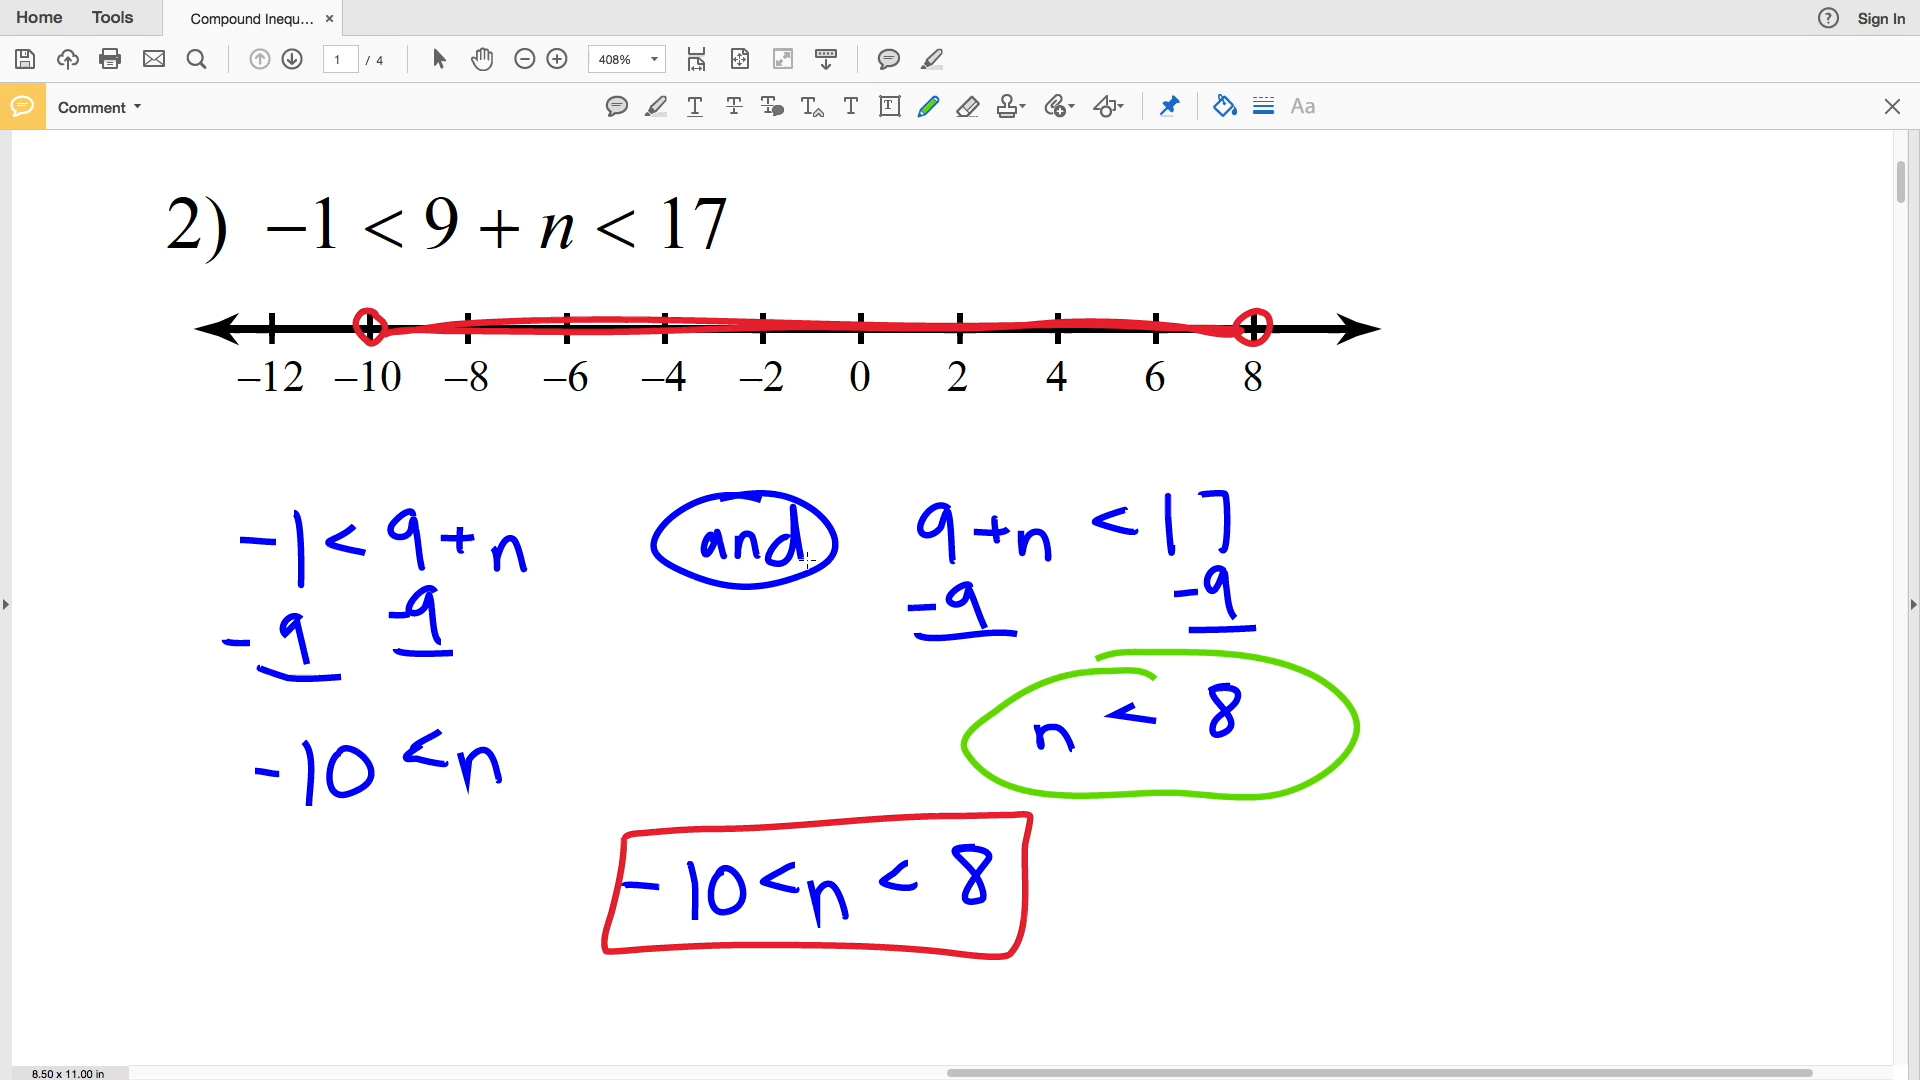 Home Tools Compound Inequ... × ? Sign In
1 / 4 408%
Comment Aa
2) −1 < 9 + n < 17
−12 −10 −8 −6 −4 −2 0 2 4 6 8
-1 < 9 + n and 9 + n < 17
-9 -9 -9 -9
-10 < n n < 8
-10 < n < 8
8.50 x 11.00 in